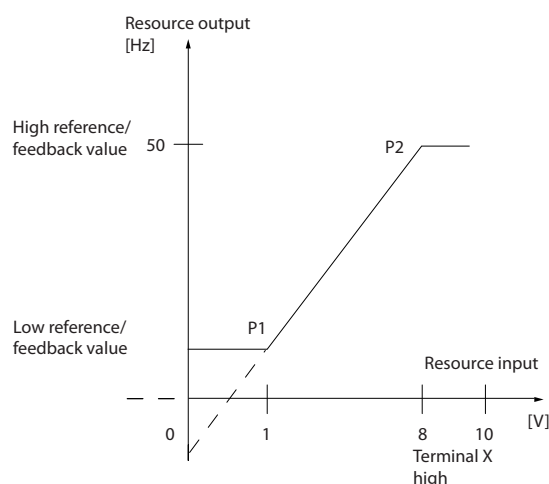 Resource output
[Hz]
High reference/
feedback value
50
P2
Low reference/
feedback value
P1
Resource input
[V]
0
1
8
10
Terminal X
high